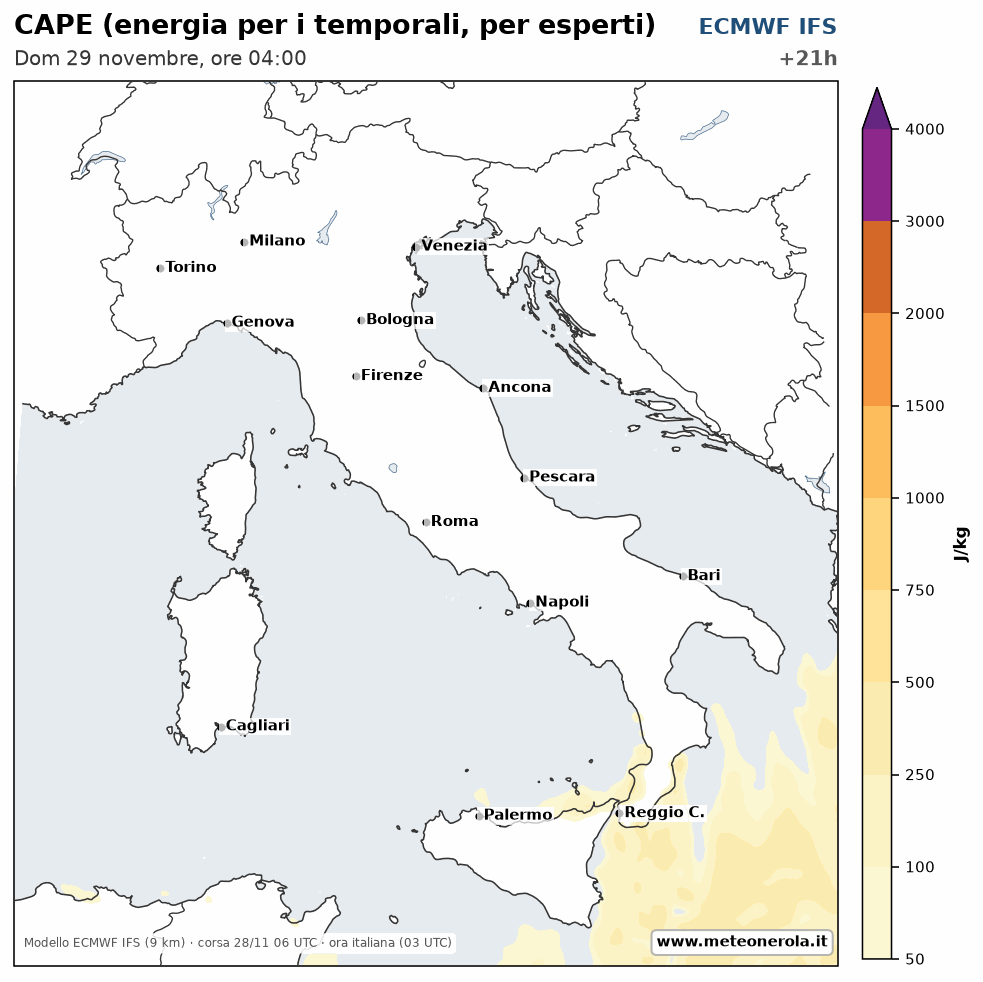 CAPE (energia per i temporali, per esperti)
ECMWF IFS
Dom 29 novembre, ore 04:00
+21h
4000
3000
Milano
Venezia
Torino
2000
Genova
Bologna
Firenze
Ancona
1500
Pescara
1000
Roma
J/kg
Bari
750
Napoli
500
Cagliari
250
Palermo
Reggio C.
100
Modello ECMWF IFS (9 km) · corsa 28/11 06 UTC · ora italiana (03 UTC)
www.meteonerola.it
50